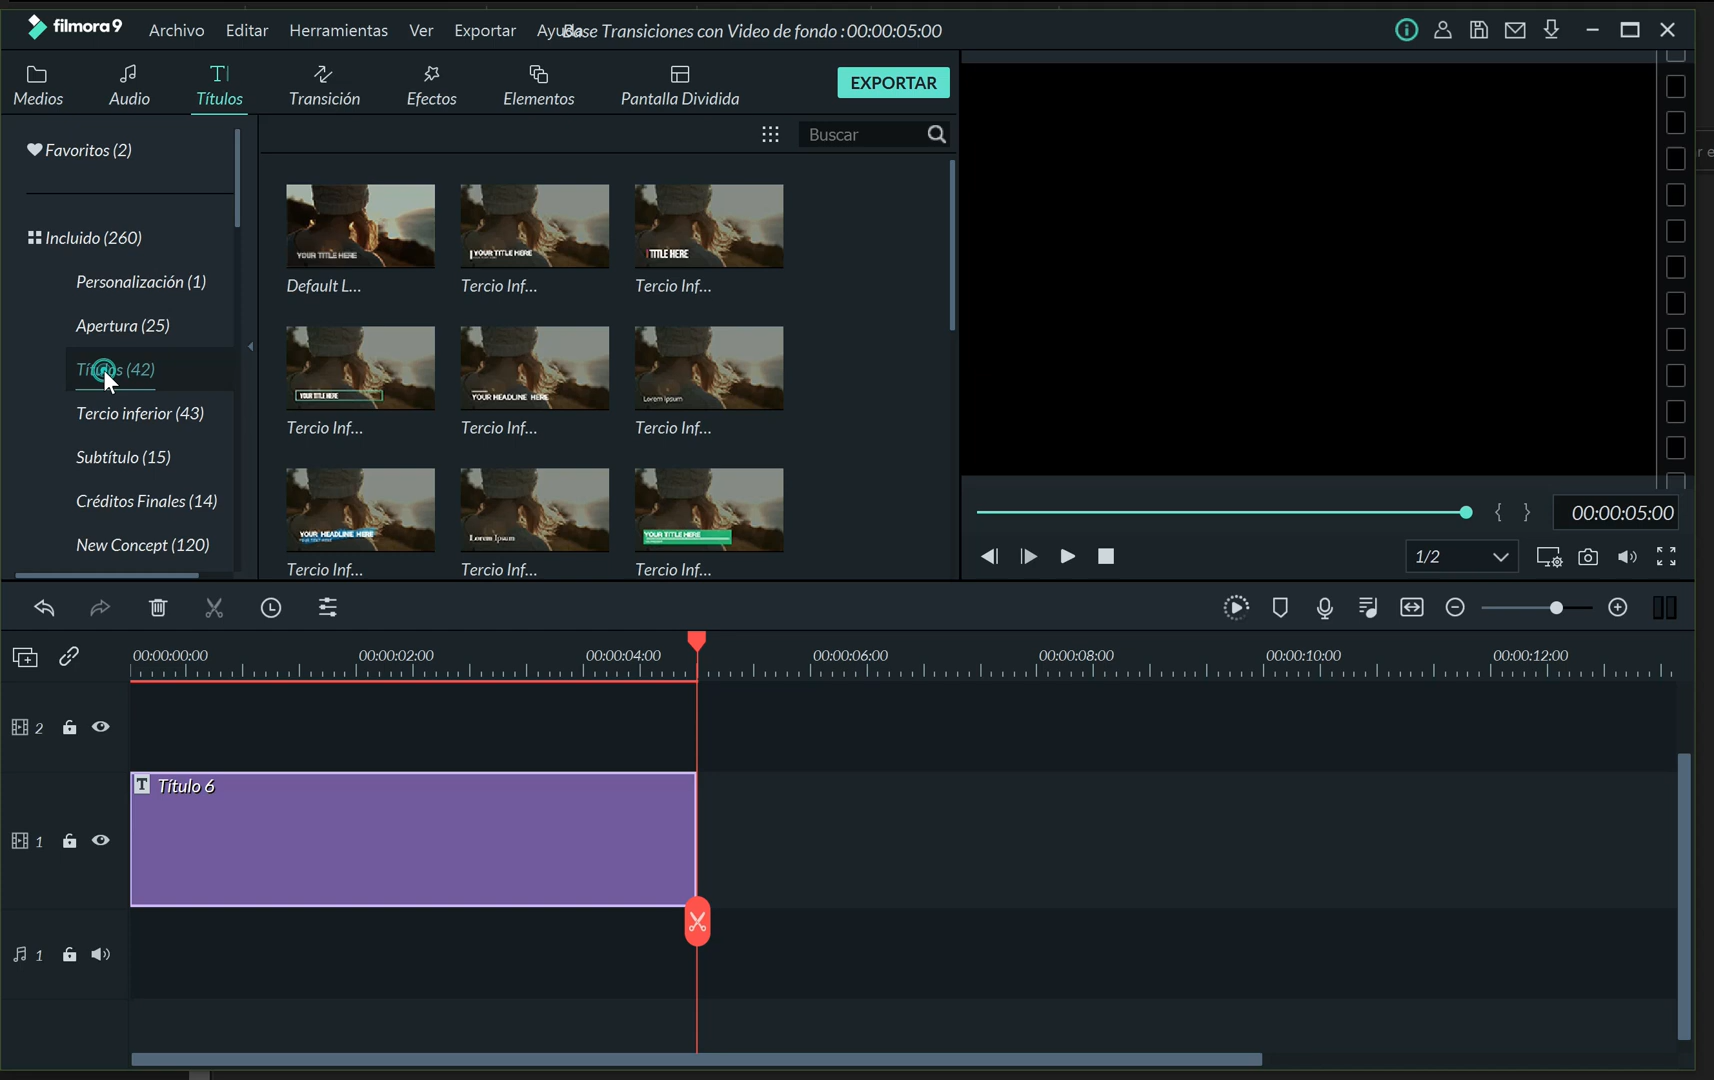 filmora9
Archivo Editar Herramientas Ver Exportar Ayuda
Base Transiciones con Video de fondo : 00:00:05:00
Medios Audio Títulos Transición Efectos Elementos Pantalla Dividida
EXPORTAR
Favoritos (2)
Incluido (260)
Personalización (1)
Apertura (25)
Títulos (42)
Tercio inferior (43)
Subtítulo (15)
Créditos Finales (14)
New Concept (120)
Buscar
YOUR TITLE HERE
YOUR TITLE HERE
TITLE HERE
Default L... Tercio Inf... Tercio Inf...
YOUR TITLE HERE
YOUR HEADLINE HERE
Lorem Ipsum
Tercio Inf... Tercio Inf... Tercio Inf...
YOUR HEADLINE HERE
Lorem Ipsum
YOUR TITLE HERE
Tercio Inf... Tercio Inf... Tercio Inf...
{ } 00:00:05:00
1/2
00:00:00:00 00:00:02:00 00:00:04:00 00:00:06:00 00:00:08:00 00:00:10:00 00:00:12:00
2
T Título 6
1
1